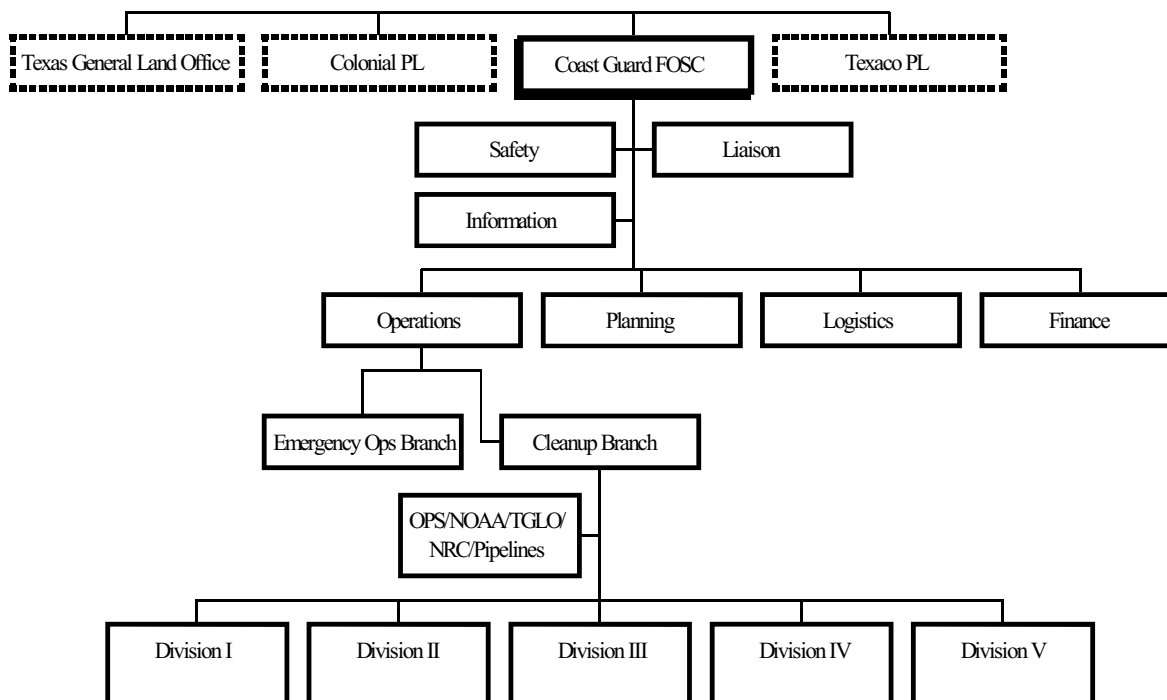 Texas General Land Office
Colonial PL
Coast Guard FOSC
Texaco PL
Safety
Liaison
Information
Operations
Planning
Logistics
Finance
Emergency Ops Branch
Cleanup Branch
OPS/NOAA/TGLO/
NRC/Pipelines
Division I
Division II
Division III
Division IV
Division V